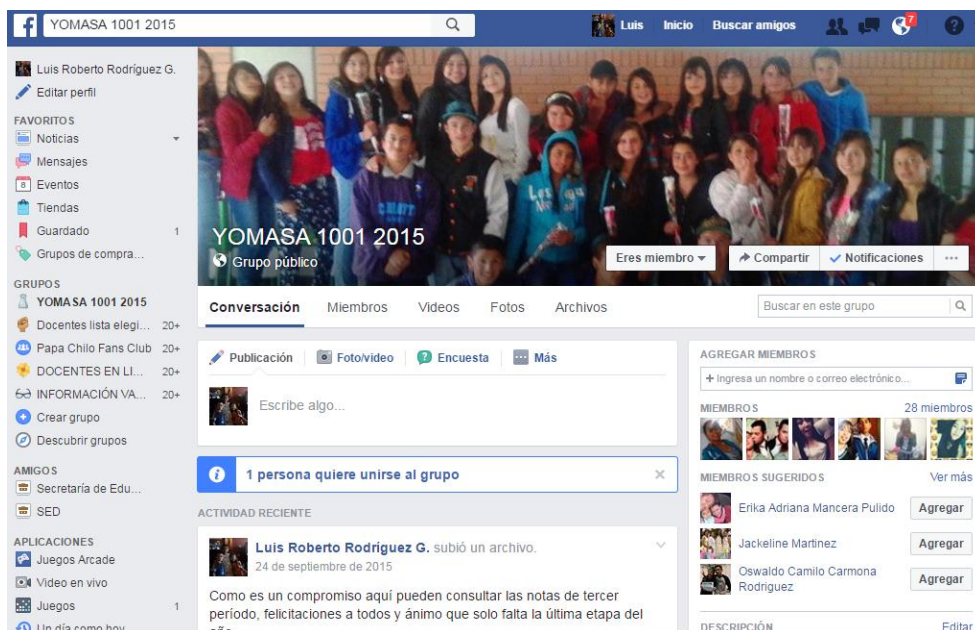 YOMASA 1001 2015
Luis Inicio Buscar amigos 7
Luis Roberto Rodríguez G.
Editar perfil
FAVORITOS
Noticias
Mensajes
8 Eventos
Tiendas
Guardado 1
Grupos de compra...
GRUPOS
YOMASA 1001 2015
Docentes lista elegi... 20+
Papa Chilo Fans Club 20+
DOCENTES EN LI... 20+
INFORMACIÓN VA... 20+
Crear grupo
Descubrir grupos
AMIGOS
Secretaría de Edu...
SED
APLICACIONES
Juegos Arcade
Video en vivo
Juegos 1
Un día como hoy
YOMASA 1001 2015
Grupo público
Eres miembro
Compartir
Notificaciones
Conversación Miembros Videos Fotos Archivos
Buscar en este grupo
Publicación Foto/video Encuesta Más
Escribe algo...
1 persona quiere unirse al grupo
ACTIVIDAD RECIENTE
Luis Roberto Rodríguez G. subió un archivo.
24 de septiembre de 2015
Como es un compromiso aquí pueden consultar las notas de tercer
período, felicitaciones a todos y ánimo que solo falta la última etapa del
año
AGREGAR MIEMBROS
+ Ingresa un nombre o correo electrónico...
MIEMBROS 28 miembros
MIEMBROS SUGERIDOS Ver más
Erika Adriana Mancera Pulido Agregar
Jackeline Martinez Agregar
Oswaldo Camilo Carmona
Rodriguez Agregar
DESCRIPCIÓN Editar